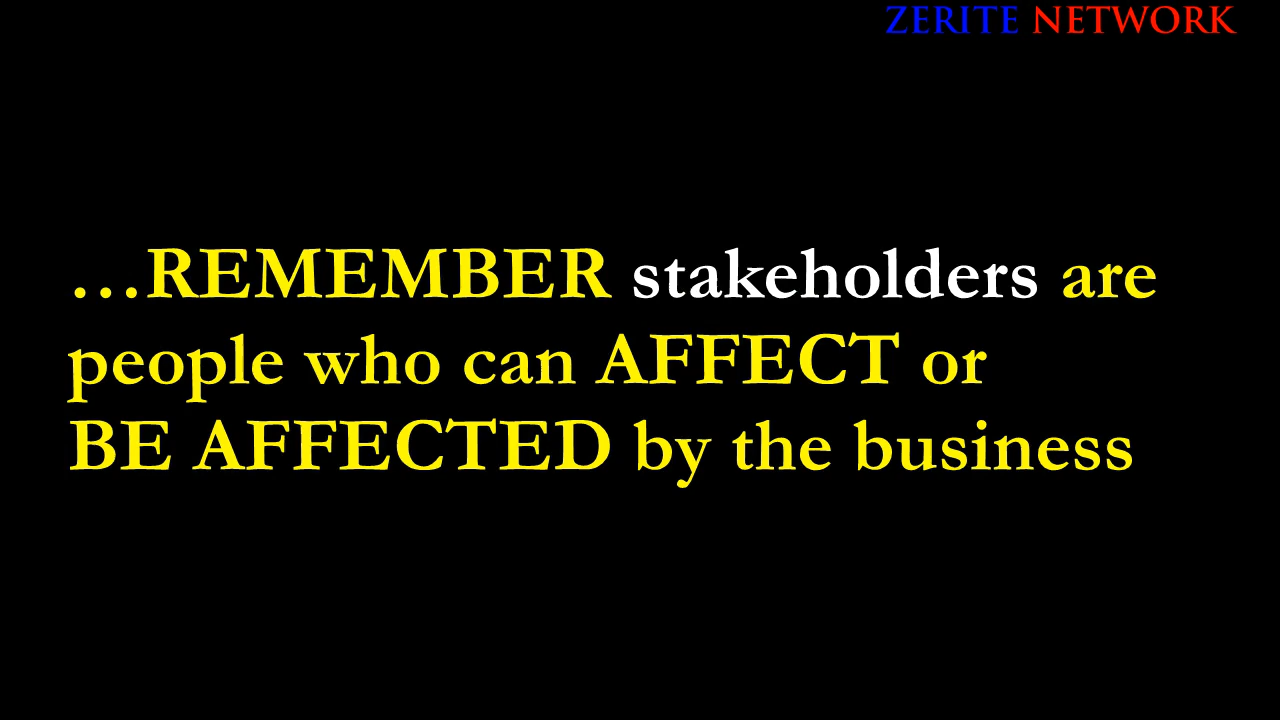 ZERITE NETWORK
…REMEMBER stakeholders are
people who can AFFECT or
BE AFFECTED by the business